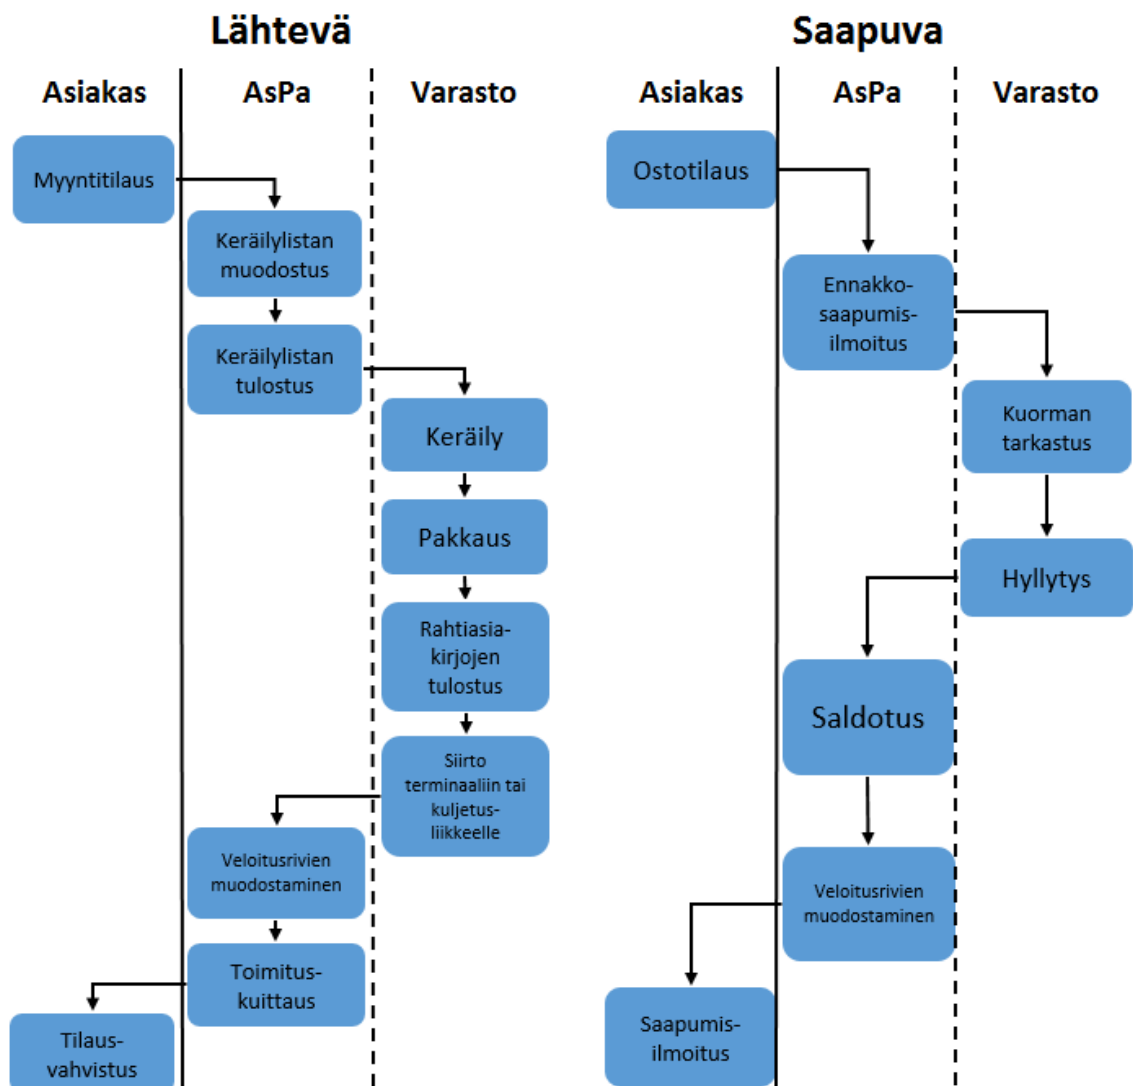 Lähtevä
Asiakas
AsPa
Varasto
Myyntitilaus
Keräilylistan
muodostus
Keräilylistan
tulostus
Keräily
Pakkaus
Rahtiasia-
kirjojen
tulostus
Siirto
terminaaliin tai
kuljetus-
liikkeelle
Veloitusrivien
muodostaminen
Toimitus-
kuittaus
Tilaus-
vahvistus
Saapuva
Asiakas
AsPa
Varasto
Ostotilaus
Ennakko-
saapumis-
ilmoitus
Kuorman
tarkastus
Hyllytys
Saldotus
Veloitusrivien
muodostaminen
Saapumis-
ilmoitus